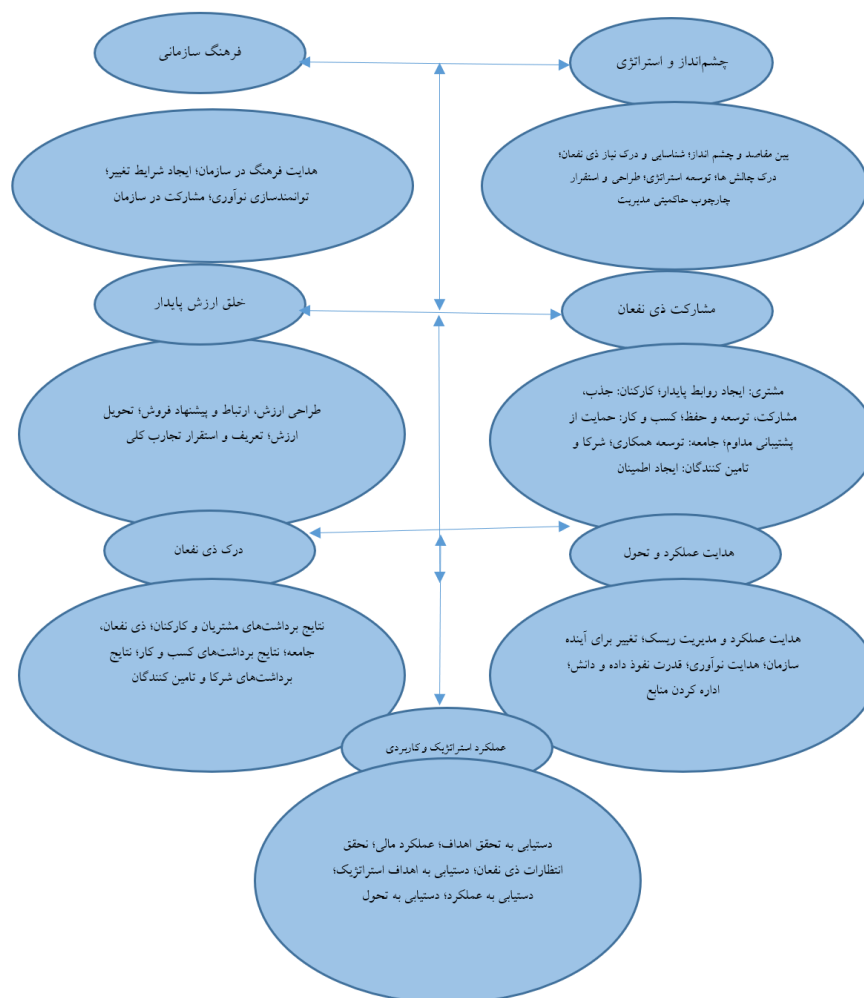 چشم‌انداز و استراتژی
فرهنگ سازمانی
یین مقاصد و چشم انداز؛ شناسایی و درک نیاز ذی نفعان؛
درک چالش ها؛ توسعه استراتژی؛ طراحی و استقرار
چارچوب حاکمیتی مدیریت
هدایت فرهنگ در سازمان؛ ایجاد شرایط تغییر؛
توانمندسازی نوآوری؛ مشارکت در سازمان
مشارکت ذی نفعان
خلق ارزش پایدار
مشتری: ایجاد روابط پایدار؛ کارکنان: جذب،
مشارکت، توسعه و حفظ؛ کسب و کار: حمایت از
پشتیبانی مداوم؛ جامعه: توسعه همکاری؛ شرکا و
تامین کنندگان: ایجاد اطمینان
طراحی ارزش، ارتباط و پیشنهاد فروش؛ تحویل
ارزش؛ تعریف و استقرار تجارب کلی
هدایت عملکرد و تحول
درک ذی نفعان
هدایت عملکرد و مدیریت ریسک؛ تغییر برای آینده
سازمان؛ هدایت نوآوری؛ قدرت نفوذ داده و دانش؛
اداره کردن منابع
نتایج برداشت‌های مشتریان و کارکنان؛ ذی نفعان،
جامعه؛ نتایج برداشت‌های کسب و کار؛ نتایج
برداشت‌های شرکا و تامین کنندگان
عملکرد استراتژیک و کاربردی
دستیابی به تحقق اهداف؛ عملکرد مالی؛ تحقق
انتظارات ذی نفعان؛ دستیابی به اهداف استراتژیک؛
دستیابی به عملکرد؛ دستیابی به تحول